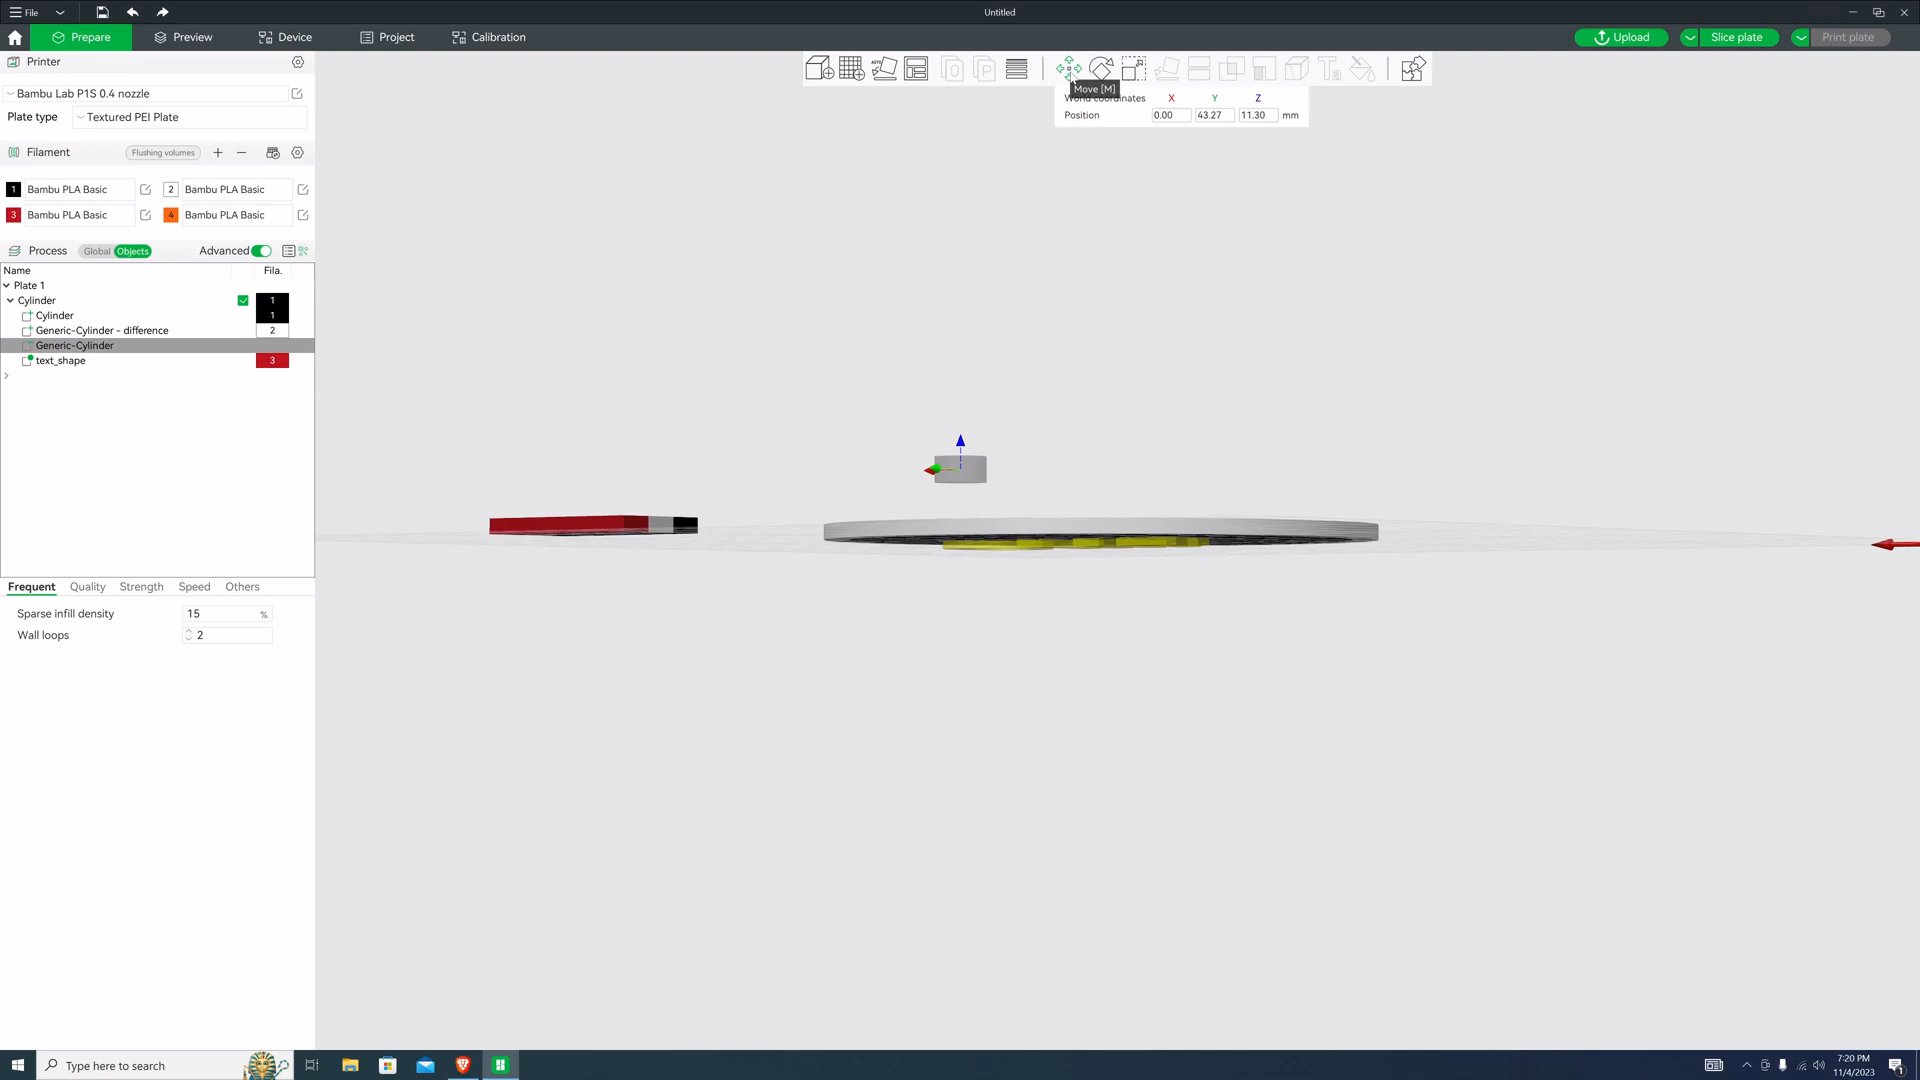 File
Untitled
Prepare
Preview
Device
Project
Calibration
Upload
Slice plate
Print plate
Printer
Bambu Lab P1S 0.4 nozzle
Plate type
Textured PEI Plate
Filament
Flushing volumes
1 Bambu PLA Basic
2 Bambu PLA Basic
3 Bambu PLA Basic
4 Bambu PLA Basic
Process
Global
Objects
Advanced
Name
Fila.
Plate 1
Cylinder
1
Cylinder
1
Generic-Cylinder - difference
2
Generic-Cylinder
text_shape
3
Frequent
Quality
Strength
Speed
Others
Sparse infill density
15
%
Wall loops
2
AUTO
Move [M]
World coordinates
X
Y
Z
Position
0.00
43.27
11.30
mm
Type here to search
7:20 PM
11/4/2023
1